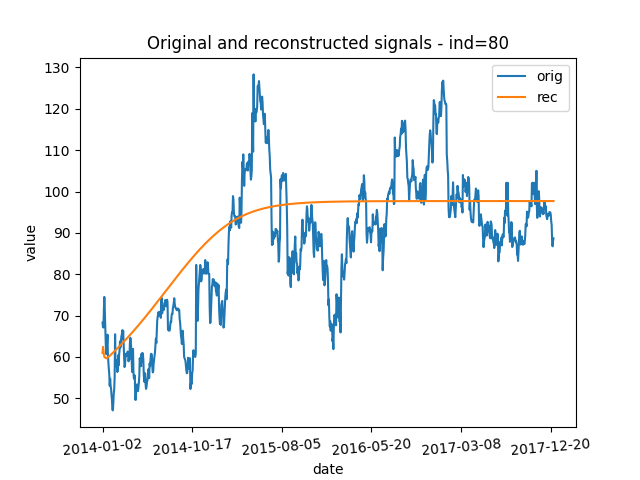 Original and reconstructed signals - ind=80
orig
rec
130
120
110
100
90
80
70
60
50
value
2014-01-02 2014-10-17 2015-08-05 2016-05-20 2017-03-08 2017-12-20
date